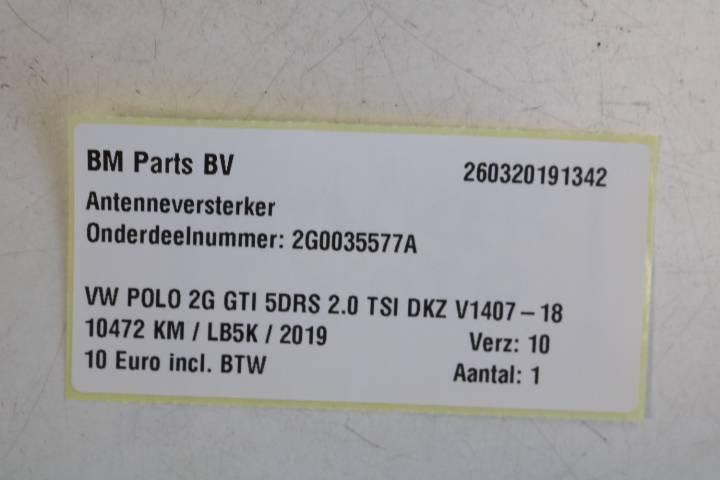 BM Parts BV 260320191342
Antenneversterker
Onderdeelnummer: 2G0035577A
VW POLO 2G GTI 5DRS 2.0 TSI DKZ V1407-18
10472 KM / LB5K / 2019 Verz: 10
10 Euro incl. BTW Aantal: 1